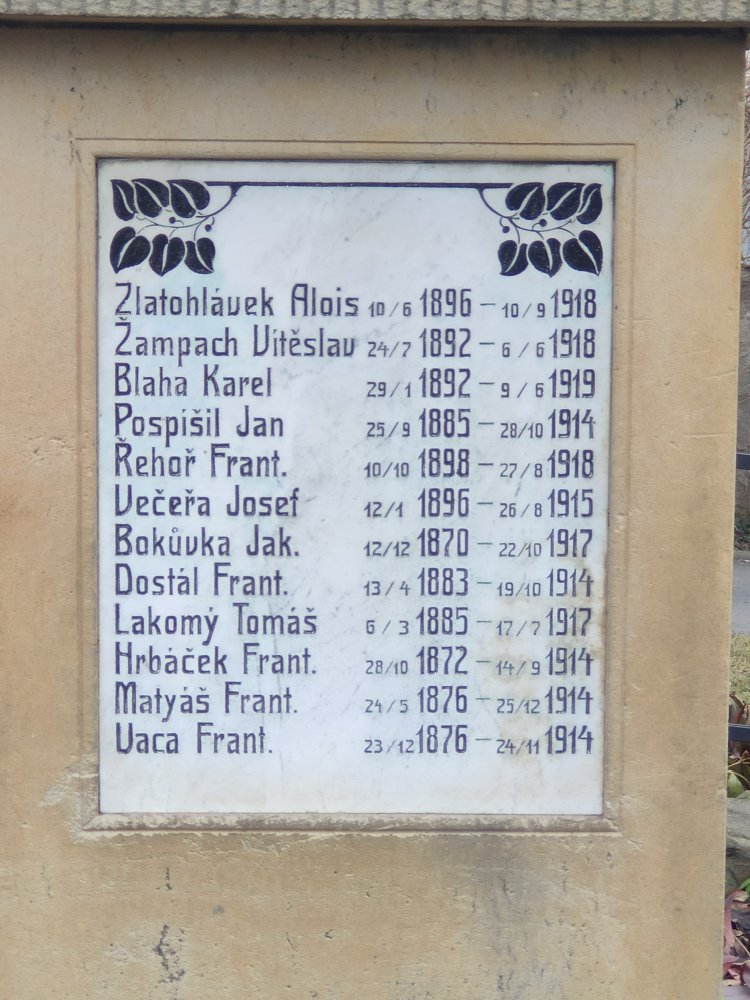 Zlatohlávek Alois 10/6 1896 – 10/9 1918
Žampach Vítěslav 24/7 1892 – 6/6 1918
Blaha Karel 29/1 1892 – 9/6 1919
Pospíšil Jan 25/9 1885 – 28/10 1914
Řehoř Frant. 10/10 1898 – 27/8 1918
Večeřa Josef 12/1 1896 – 26/8 1915
Bokůvka Jak. 12/12 1870 – 22/10 1917
Dostál Frant. 13/4 1883 – 19/10 1914
Lakomý Tomáš 6/3 1885 – 17/7 1917
Hrbáček Frant. 28/10 1872 – 14/9 1914
Matyáš Frant. 24/5 1876 – 25/12 1914
Vaca Frant. 23/12 1876 – 24/11 1914